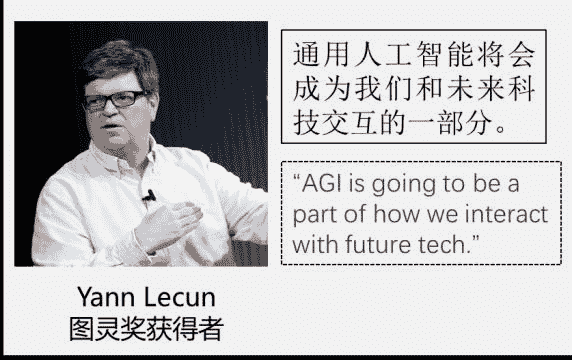 通用人工智能将会
成为我们和未来科
技交互的一部分。
“AGI is going to be a
part of how we interact
with future tech.”
Yann Lecun
图灵奖获得者